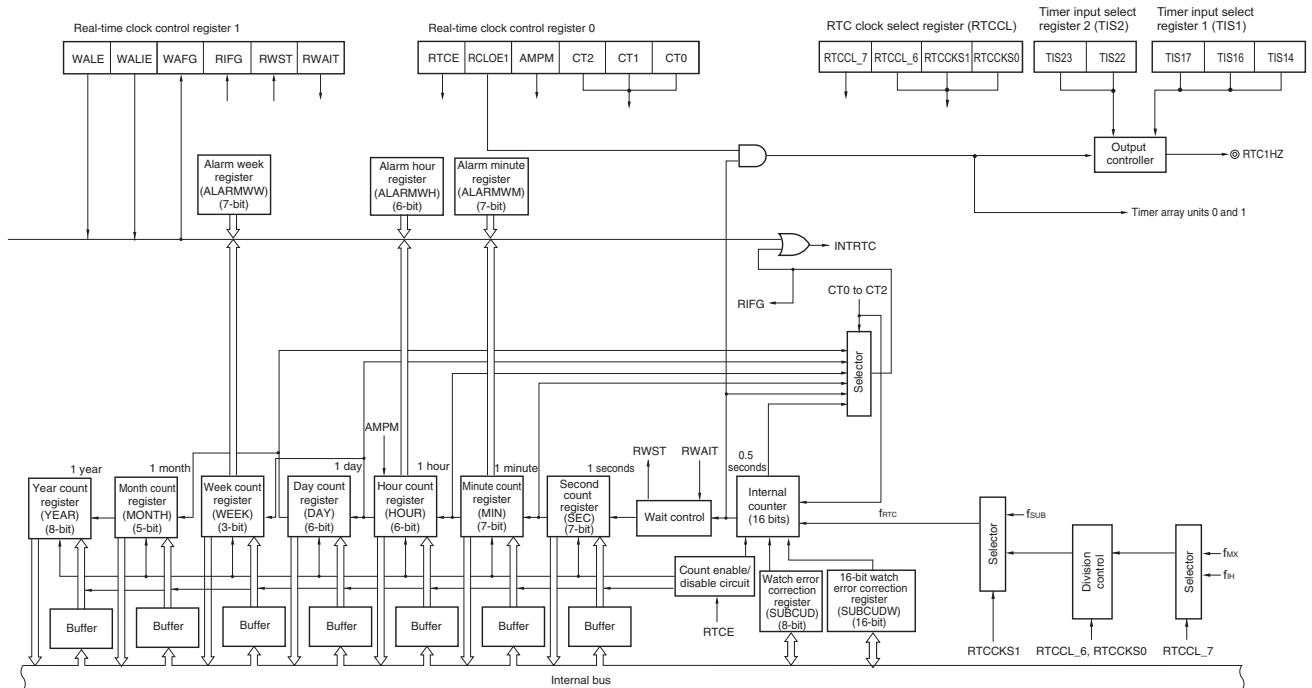 Real-time clock control register 1
WALE WALIE WAFG RIFG RWST RWAIT
Real-time clock control register 0
RTCE RCLOE1 AMPM CT2 CT1 CT0
RTC clock select register (RTCCL)
RTCCL_7 RTCCL_6 RTCCKS1 RTCCKS0
Timer input select
register 2 (TIS2)
TIS23 TIS22
Timer input select
register 1 (TIS1)
TIS17 TIS16 TIS14
Output
controller
RTC1HZ
Timer array units 0 and 1
Alarm week
register
(ALARMWW)
(7-bit)
Alarm hour
register
(ALARMWH)
(6-bit)
Alarm minute
register
(ALARMWM)
(7-bit)
INTRTC
RIFG
CT0 to CT2
Selector
AMPM
RWST
RWAIT
0.5
seconds
1 year
1 month
1 day
1 hour
1 minute
1 seconds
Year count
register
(YEAR)
(8-bit)
Month count
register
(MONTH)
(5-bit)
Week count
register
(WEEK)
(3-bit)
Day count
register
(DAY)
(6-bit)
Hour count
register
(HOUR)
(6-bit)
Minute count
register
(MIN)
(7-bit)
Second
count
register
(SEC)
(7-bit)
Wait control
Internal
counter
(16 bits)
fRTC
Selector
fSUB
Division
control
Selector
fMX
fIH
Count enable/
disable circuit
RTCE
Watch error
correction
register
(SUBCUD)
(8-bit)
16-bit watch
error correction
register
(SUBCUDW)
(16-bit)
Buffer
Buffer
Buffer
Buffer
Buffer
Buffer
Buffer
RTCCKS1
RTCCL_6, RTCCKS0
RTCCL_7
Internal bus